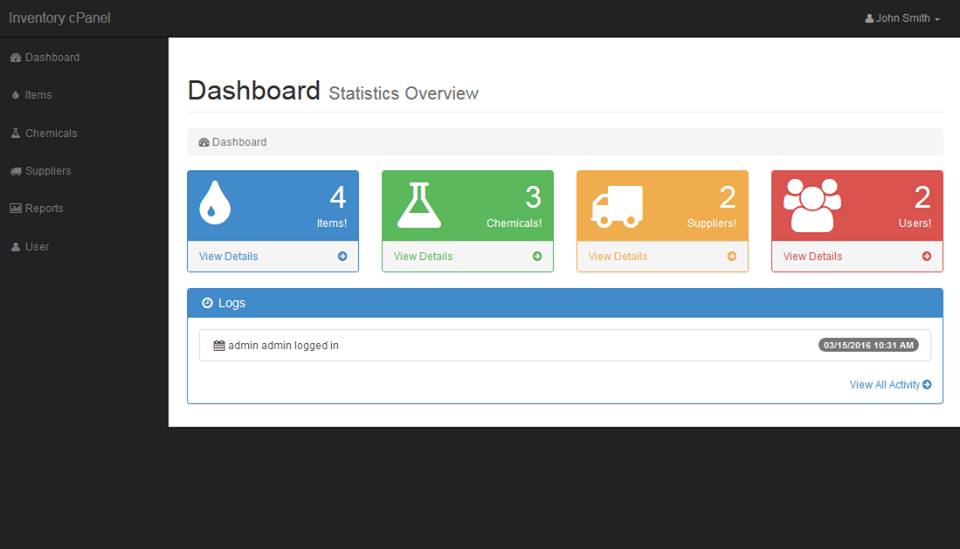 Inventory cPanel
John Smith
Dashboard
Items
Chemicals
Suppliers
Reports
User
Dashboard Statistics Overview
Dashboard
4
Items!
View Details
3
Chemicals!
View Details
2
Suppliers!
View Details
2
Users!
View Details
Logs
admin admin logged in 03/15/2016 10:31 AM
View All Activity